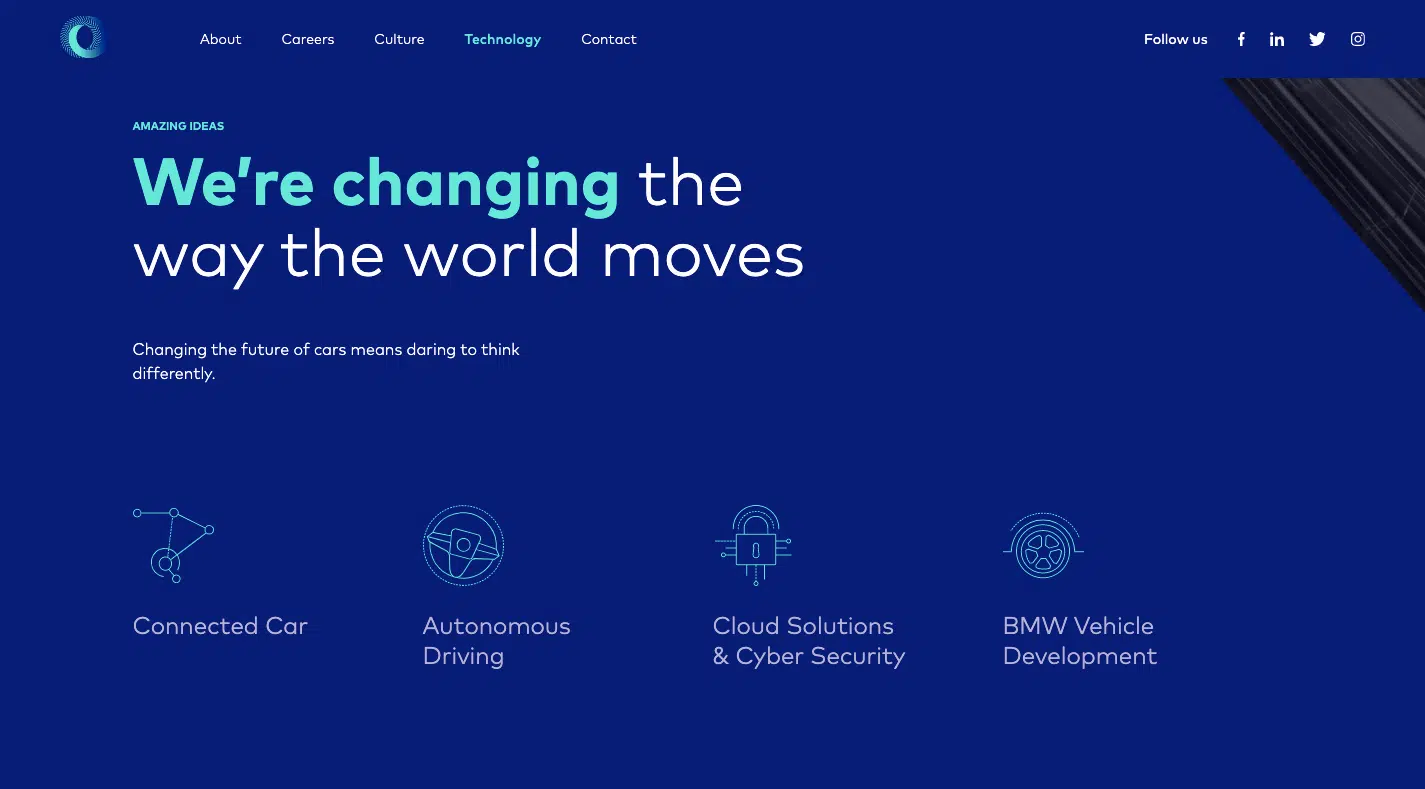 About
Careers
Culture
Technology
Contact
Follow us
AMAZING IDEAS
We’re changing the
way the world moves
Changing the future of cars means daring to think
differently.
Connected Car
Autonomous
Driving
Cloud Solutions
& Cyber Security
BMW Vehicle
Development